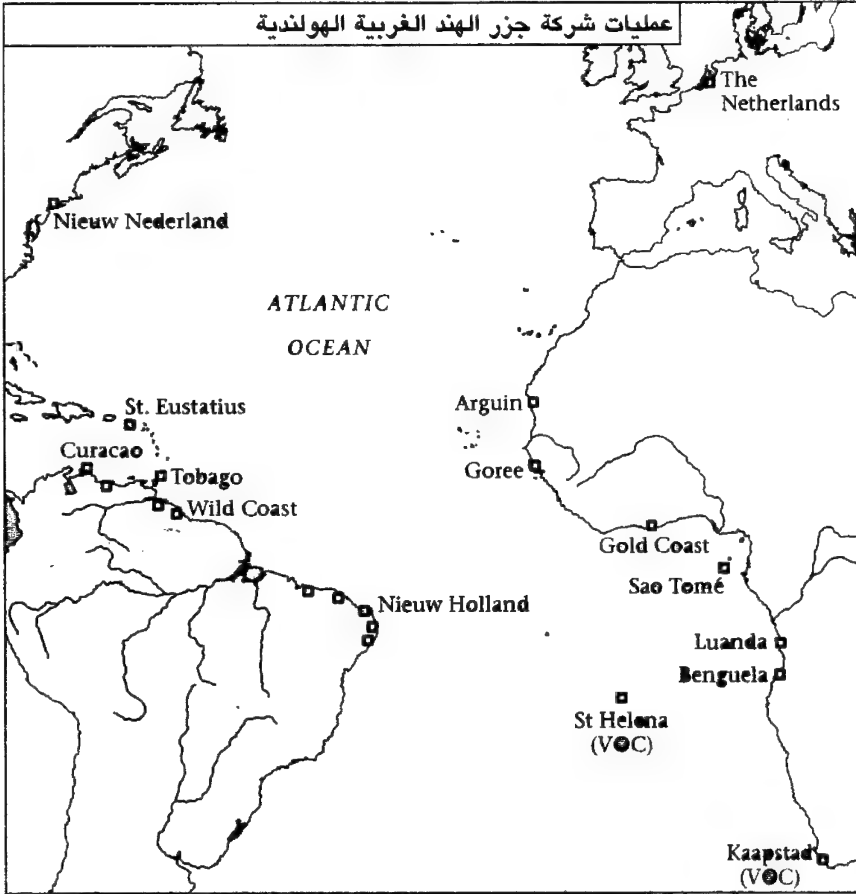 عمليات شركة جزر الهند الغربية الهولندية
The
Netherlands
Nieuw Nederland
ATLANTIC
OCEAN
St. Eustatius
Arguin
Curacao
Goree
Tobago
Wild Coast
Gold Coast
Sao Tomé
Nieuw Holland
Luanda
Benguela
St Helena
(VOC)
Kaapstad
(VOC)